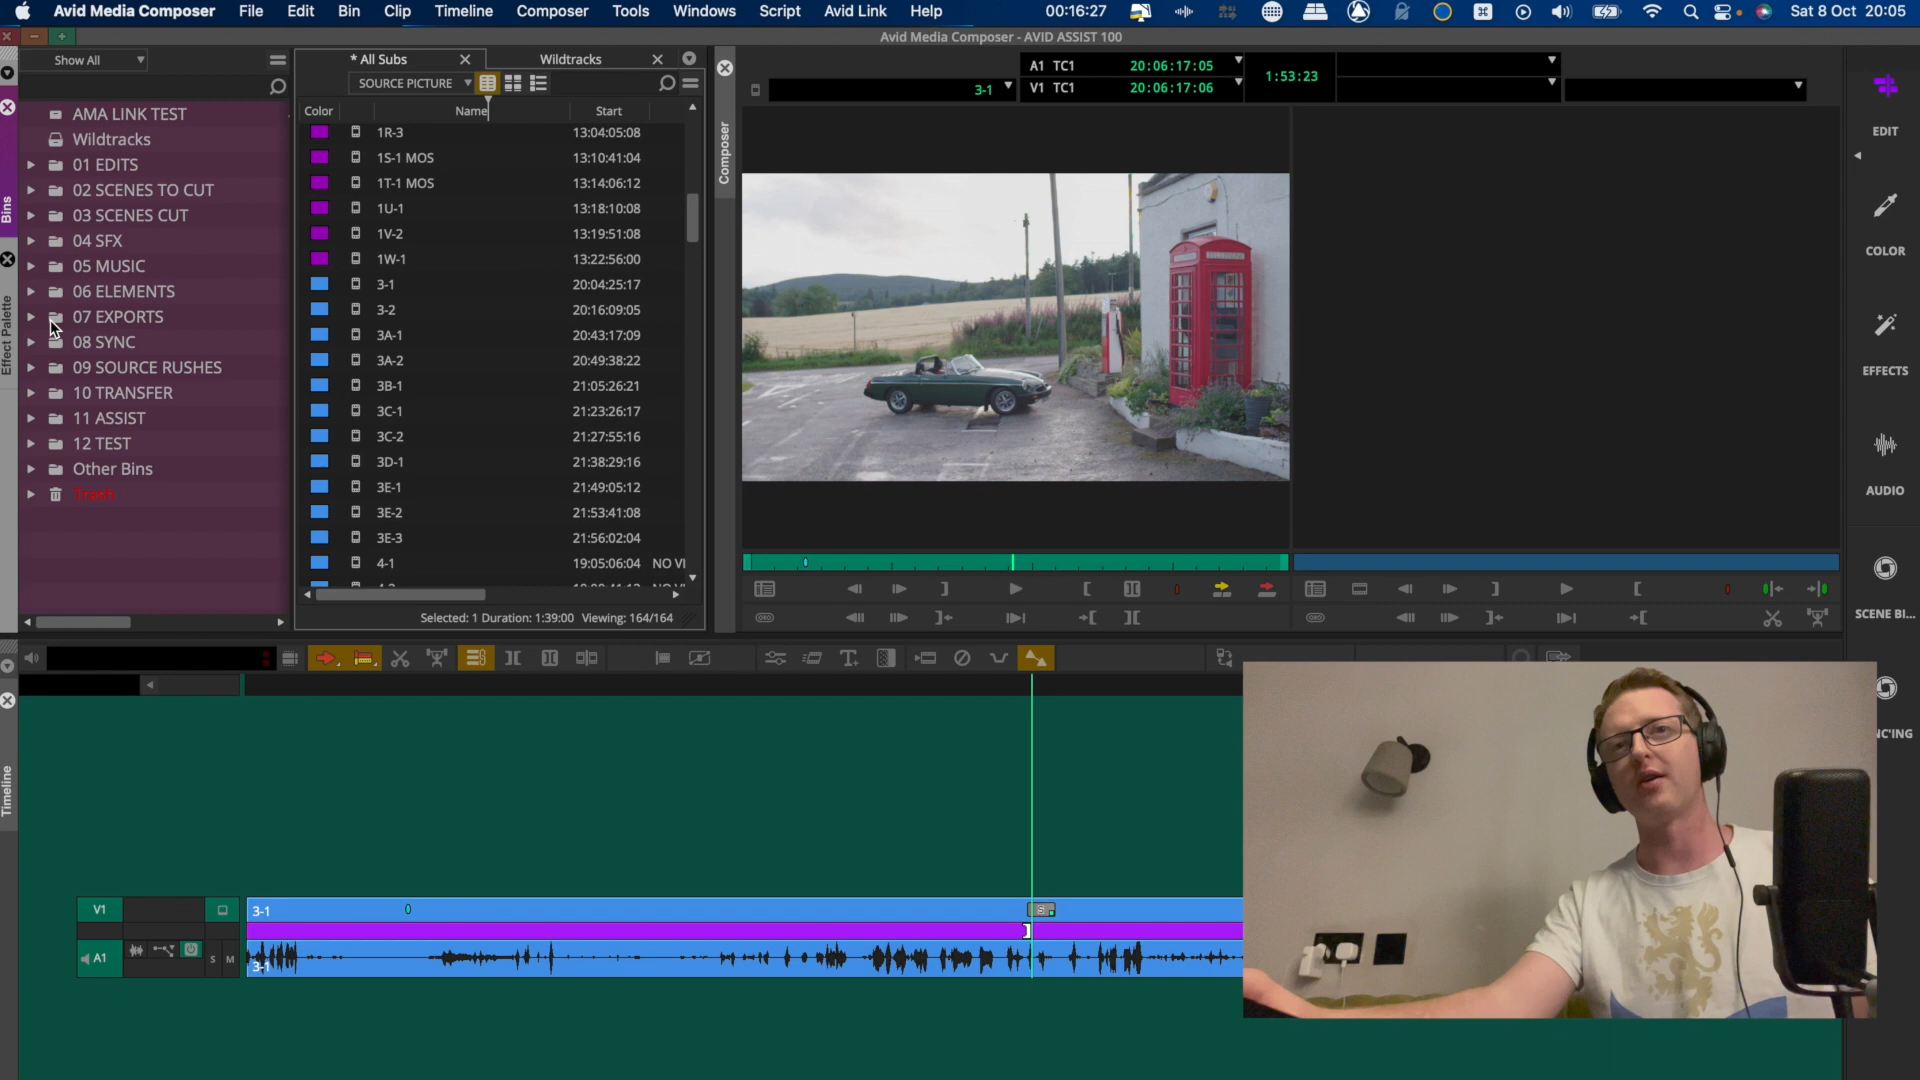 Avid Media Composer File Edit Bin Clip Timeline Composer Tools Windows Script Avid Link Help 00:16:27 Sat 8 Oct 20:05
Avid Media Composer - AVID ASSIST 100
Show All
AMA LINK TEST
Wildtracks
01 EDITS
02 SCENES TO CUT
03 SCENES CUT
04 SFX
05 MUSIC
06 ELEMENTS
07 EXPORTS
08 SYNC
09 SOURCE RUSHES
10 TRANSFER
11 ASSIST
12 TEST
Other Bins
Trash
Bins
Effect Palette
* All Subs Wildtracks
SOURCE PICTURE
Color Name Start
1R-3 13:04:05:08
1S-1 MOS 13:10:41:04
1T-1 MOS 13:14:06:12
1U-1 13:18:10:08
1V-2 13:19:51:08
1W-1 13:22:56:00
3-1 20:04:25:17
3-2 20:16:09:05
3A-1 20:43:17:09
3A-2 20:49:38:22
3B-1 21:05:26:21
3C-1 21:23:26:17
3C-2 21:27:55:16
3D-1 21:38:29:16
3E-1 21:49:05:12
3E-2 21:53:41:08
3E-3 21:56:02:04
4-1 19:05:06:04 NO VI
Selected: 1 Duration: 1:39:00 Viewing: 164/164
Composer
3-1
A1 TC1 20:06:17:05
V1 TC1 20:06:17:06
1:53:23
TELEPHONE
EDIT
COLOR
EFFECTS
AUDIO
SCENE BI...
NC'ING
Timeline
V1 3-1
S
A1 S M 3-1